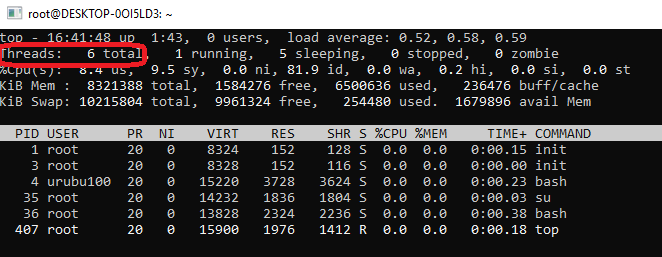 root@DESKTOP-0OI5LD3: ~
top - 16:41:48 up  1:43,  0 users,  load average: 0.52, 0.58, 0.59
Threads:   6 total,   1 running,   5 sleeping,   0 stopped,   0 zombie
%Cpu(s):  8.4 us,  9.5 sy,  0.0 ni, 81.9 id,  0.0 wa,  0.2 hi,  0.0 si,  0.0 st
KiB Mem :  8321388 total,  1584276 free,  6500636 used,   236476 buff/cache
KiB Swap: 10215804 total,  9961324 free,   254480 used.  1679896 avail Mem
PID USER      PR  NI    VIRT    RES    SHR S %CPU %MEM     TIME+ COMMAND
1 root      20   0    8324    152    128 S  0.0  0.0   0:00.15 init
3 root      20   0    8328    152    116 S  0.0  0.0   0:00.00 init
4 urubu100  20   0   15220   3728   3624 S  0.0  0.0   0:00.23 bash
35 root      20   0   14232   1836   1804 S  0.0  0.0   0:00.03 su
36 root      20   0   13828   2324   2236 S  0.0  0.0   0:00.38 bash
407 root      20   0   15900   1976   1412 R  0.0  0.0   0:00.18 top